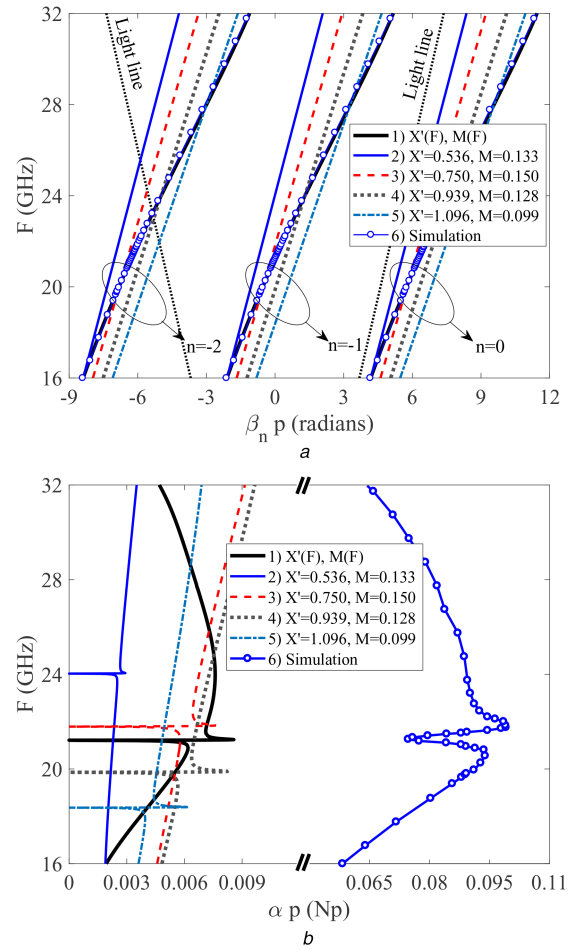 32
28
24
20
16
F (GHz)
Light line
Light line
1) X'(F), M(F)
2) X'=0.536, M=0.133
3) X'=0.750, M=0.150
4) X'=0.939, M=0.128
5) X'=1.096, M=0.099
6) Simulation
n=-2
n=-1
n=0
-9 -6 -3 0 3 6 9 12
βn p (radians)
a
32
28
24
20
16
F (GHz)
1) X'(F), M(F)
2) X'=0.536, M=0.133
3) X'=0.750, M=0.150
4) X'=0.939, M=0.128
5) X'=1.096, M=0.099
6) Simulation
0 0.003 0.006 0.009 0.065 0.08 0.095 0.11
α p (Np)
b